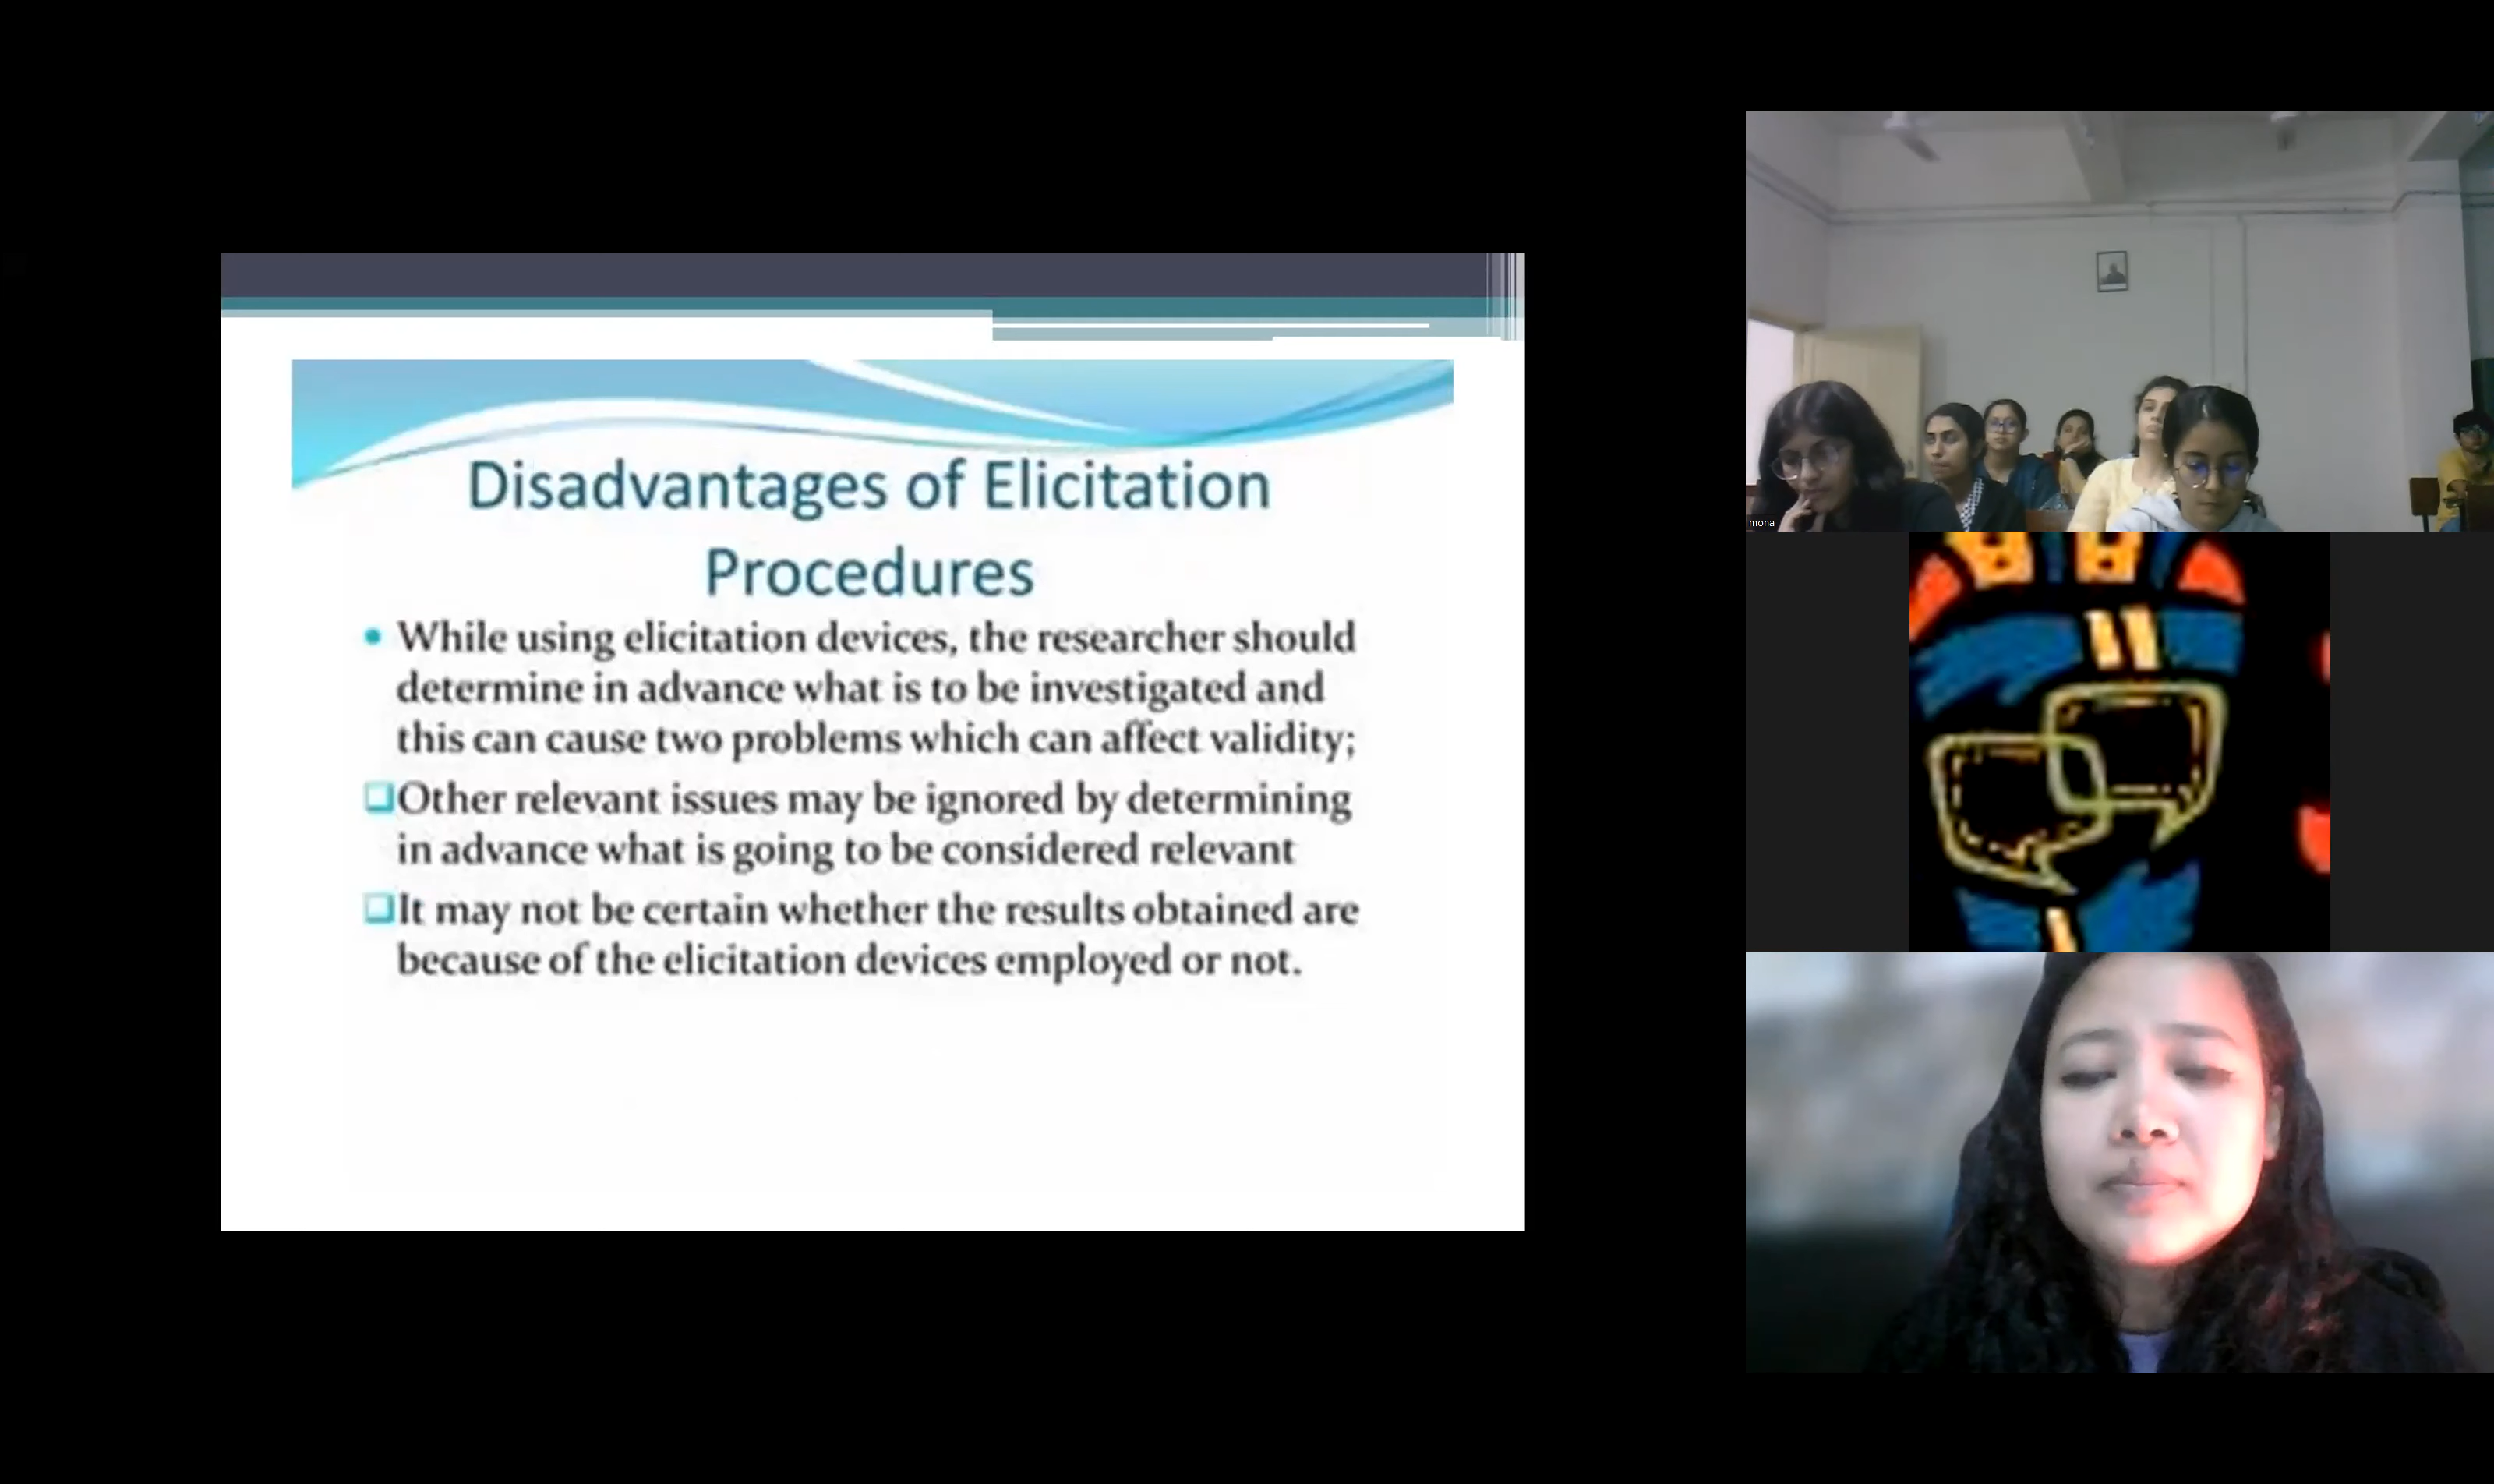 Disadvantages of Elicitation
Procedures
• While using elicitation devices, the researcher should
determine in advance what is to be investigated and
this can cause two problems which can affect validity;
❑Other relevant issues may be ignored by determining
in advance what is going to be considered relevant
❑It may not be certain whether the results obtained are
because of the elicitation devices employed or not.
mona